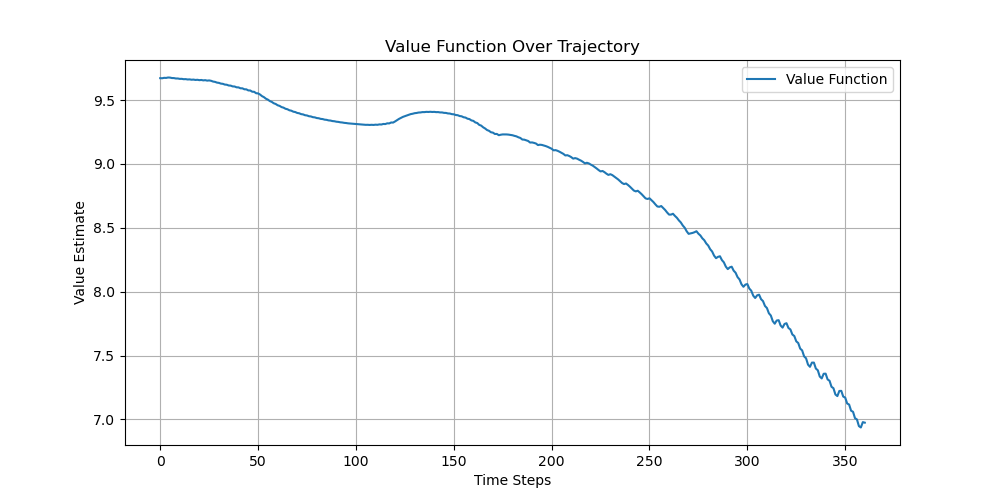 Value Function Over Trajectory
Value Function
Value Estimate
9.5
9.0
8.5
8.0
7.5
7.0
0 50 100 150 200 250 300 350
Time Steps